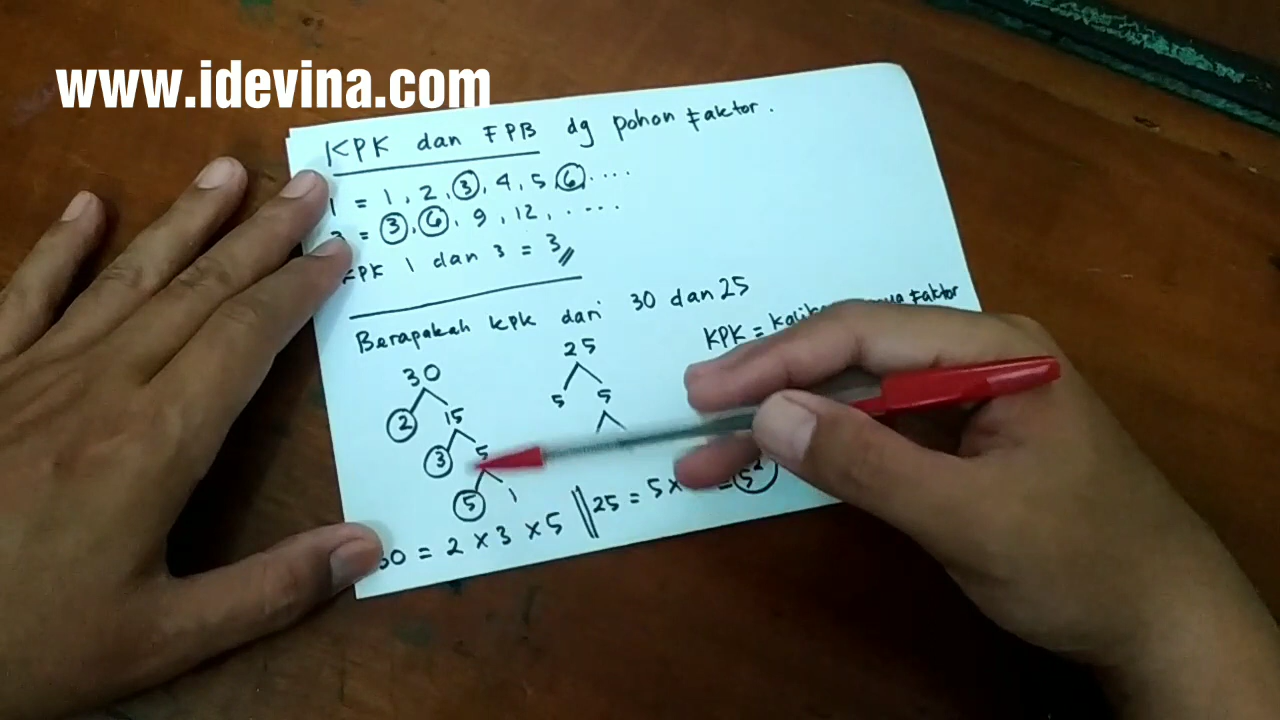 www.idevina.com
KPK dan FPB dg pohon Faktor.
1 = 1, 2, 3, 4, 5, 6, ....
= 3, 6, 9, 12, ....
KPK 1 dan 3 = 3
Berapakah kpk dari 30 dan 25
KPK = Faktor
30
2 15
3 5
5 1
25
5 5
30 = 2 x 3 x 5 || 25 = 5 x = 5²